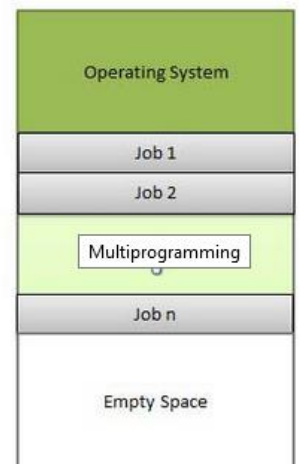 Operating System
Job 1
Job 2
Multiprogramming
Job n
Empty Space